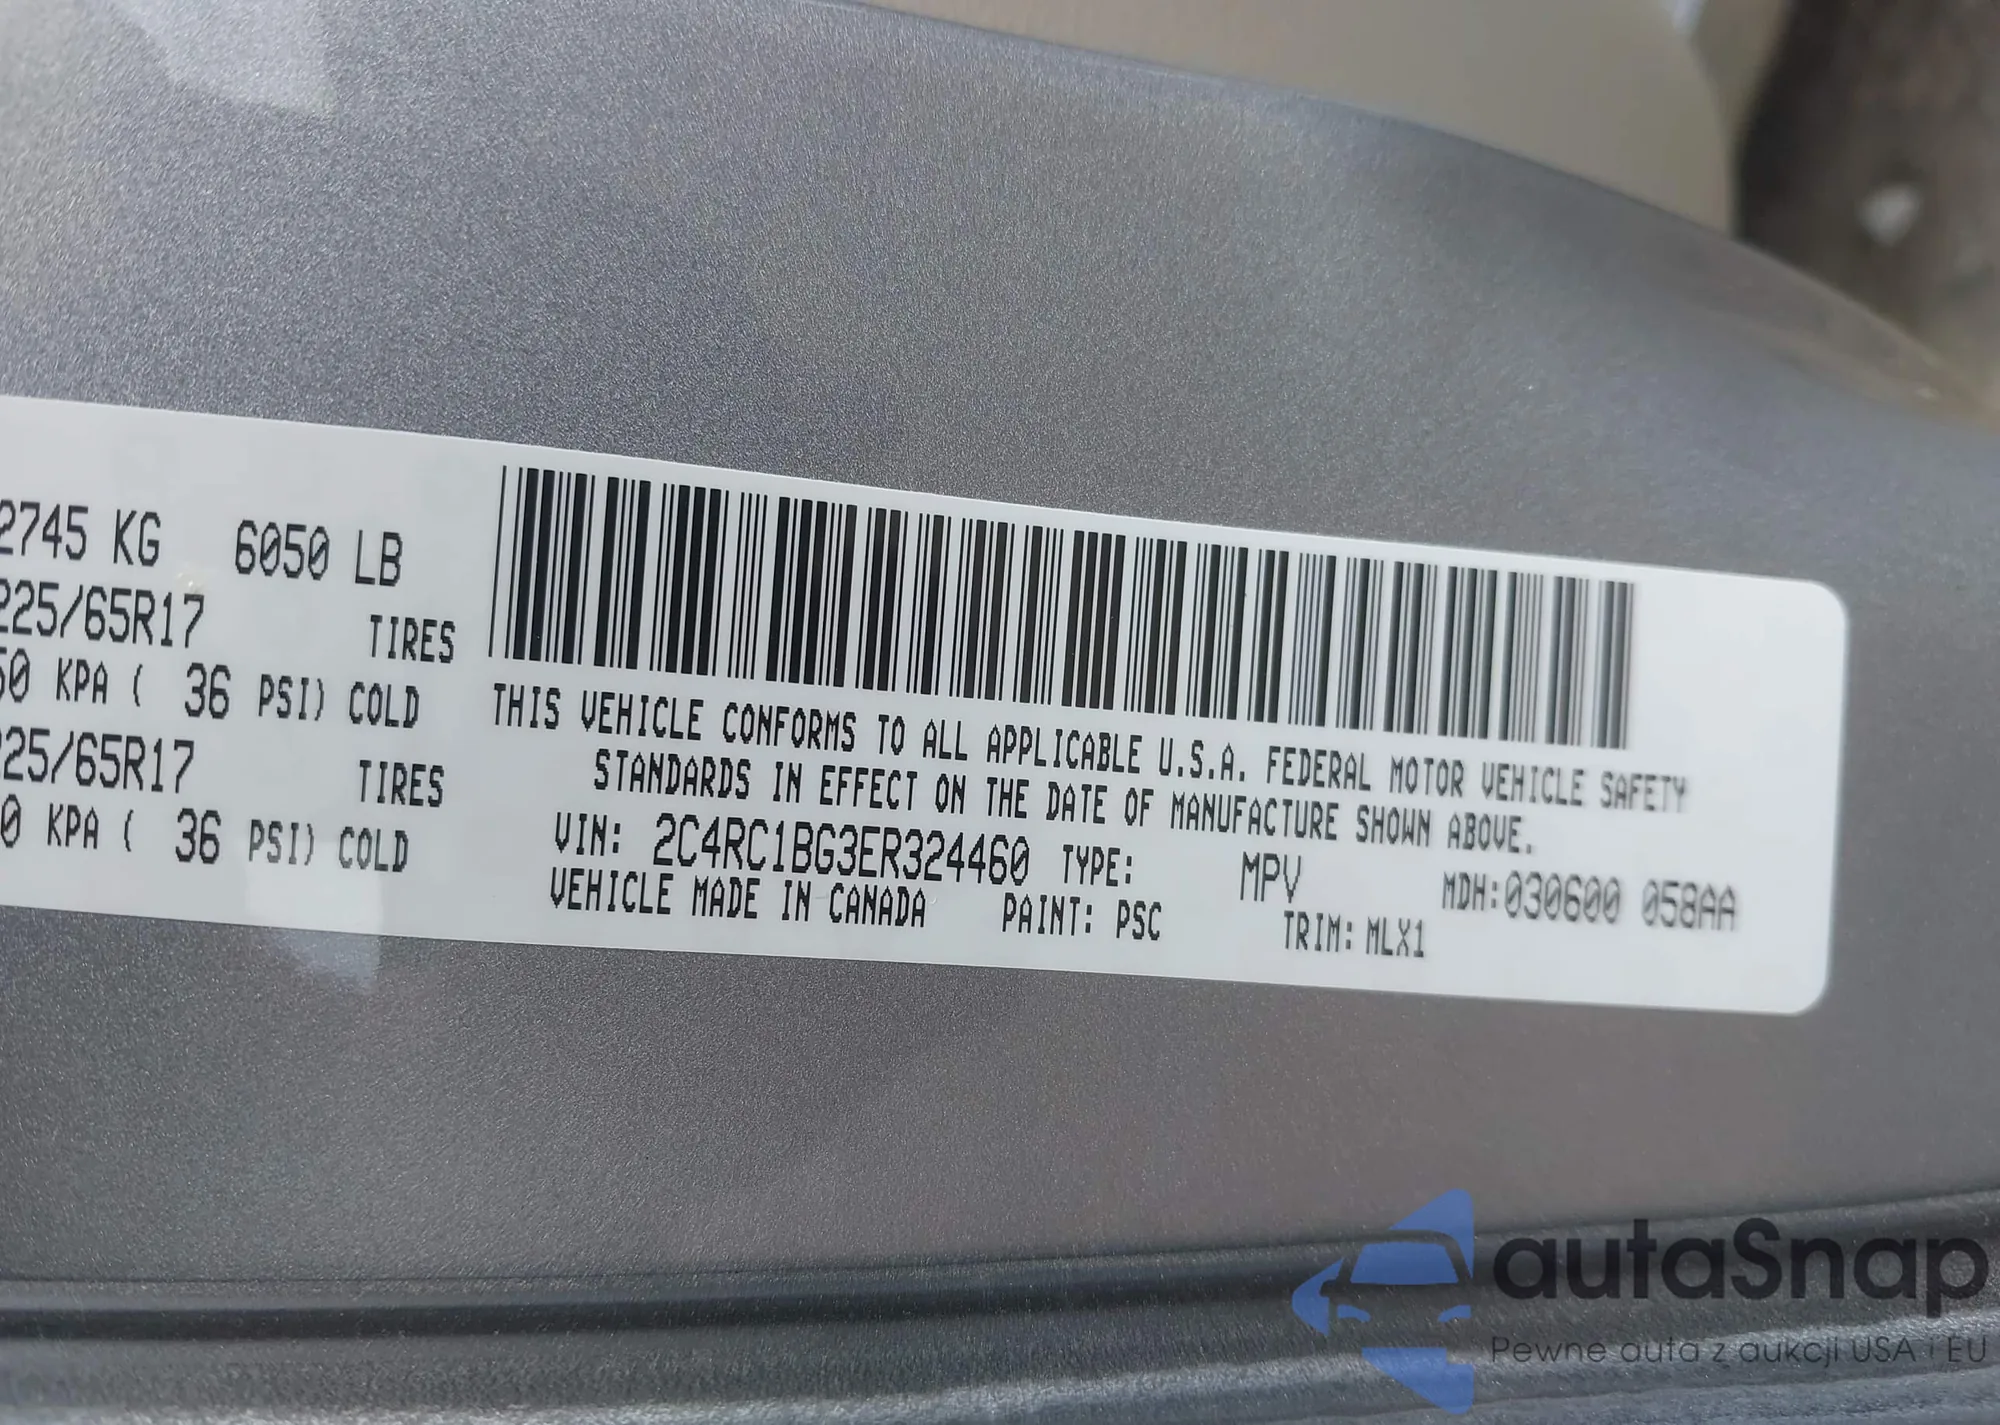 2745 KG 6050 LB
225/65R17 TIRES
50 KPA ( 36 PSI) COLD
225/65R17 TIRES
0 KPA ( 36 PSI) COLD
THIS VEHICLE CONFORMS TO ALL APPLICABLE U.S.A. FEDERAL MOTOR VEHICLE SAFETY
STANDARDS IN EFFECT ON THE DATE OF MANUFACTURE SHOWN ABOVE.
VIN: 2C4RC1BG3ER324460 TYPE: MPV MDH:030600 058AA
VEHICLE MADE IN CANADA PAINT: PSC TRIM: MLX1
autaSnap
Pewne auta z aukcji USA i EU